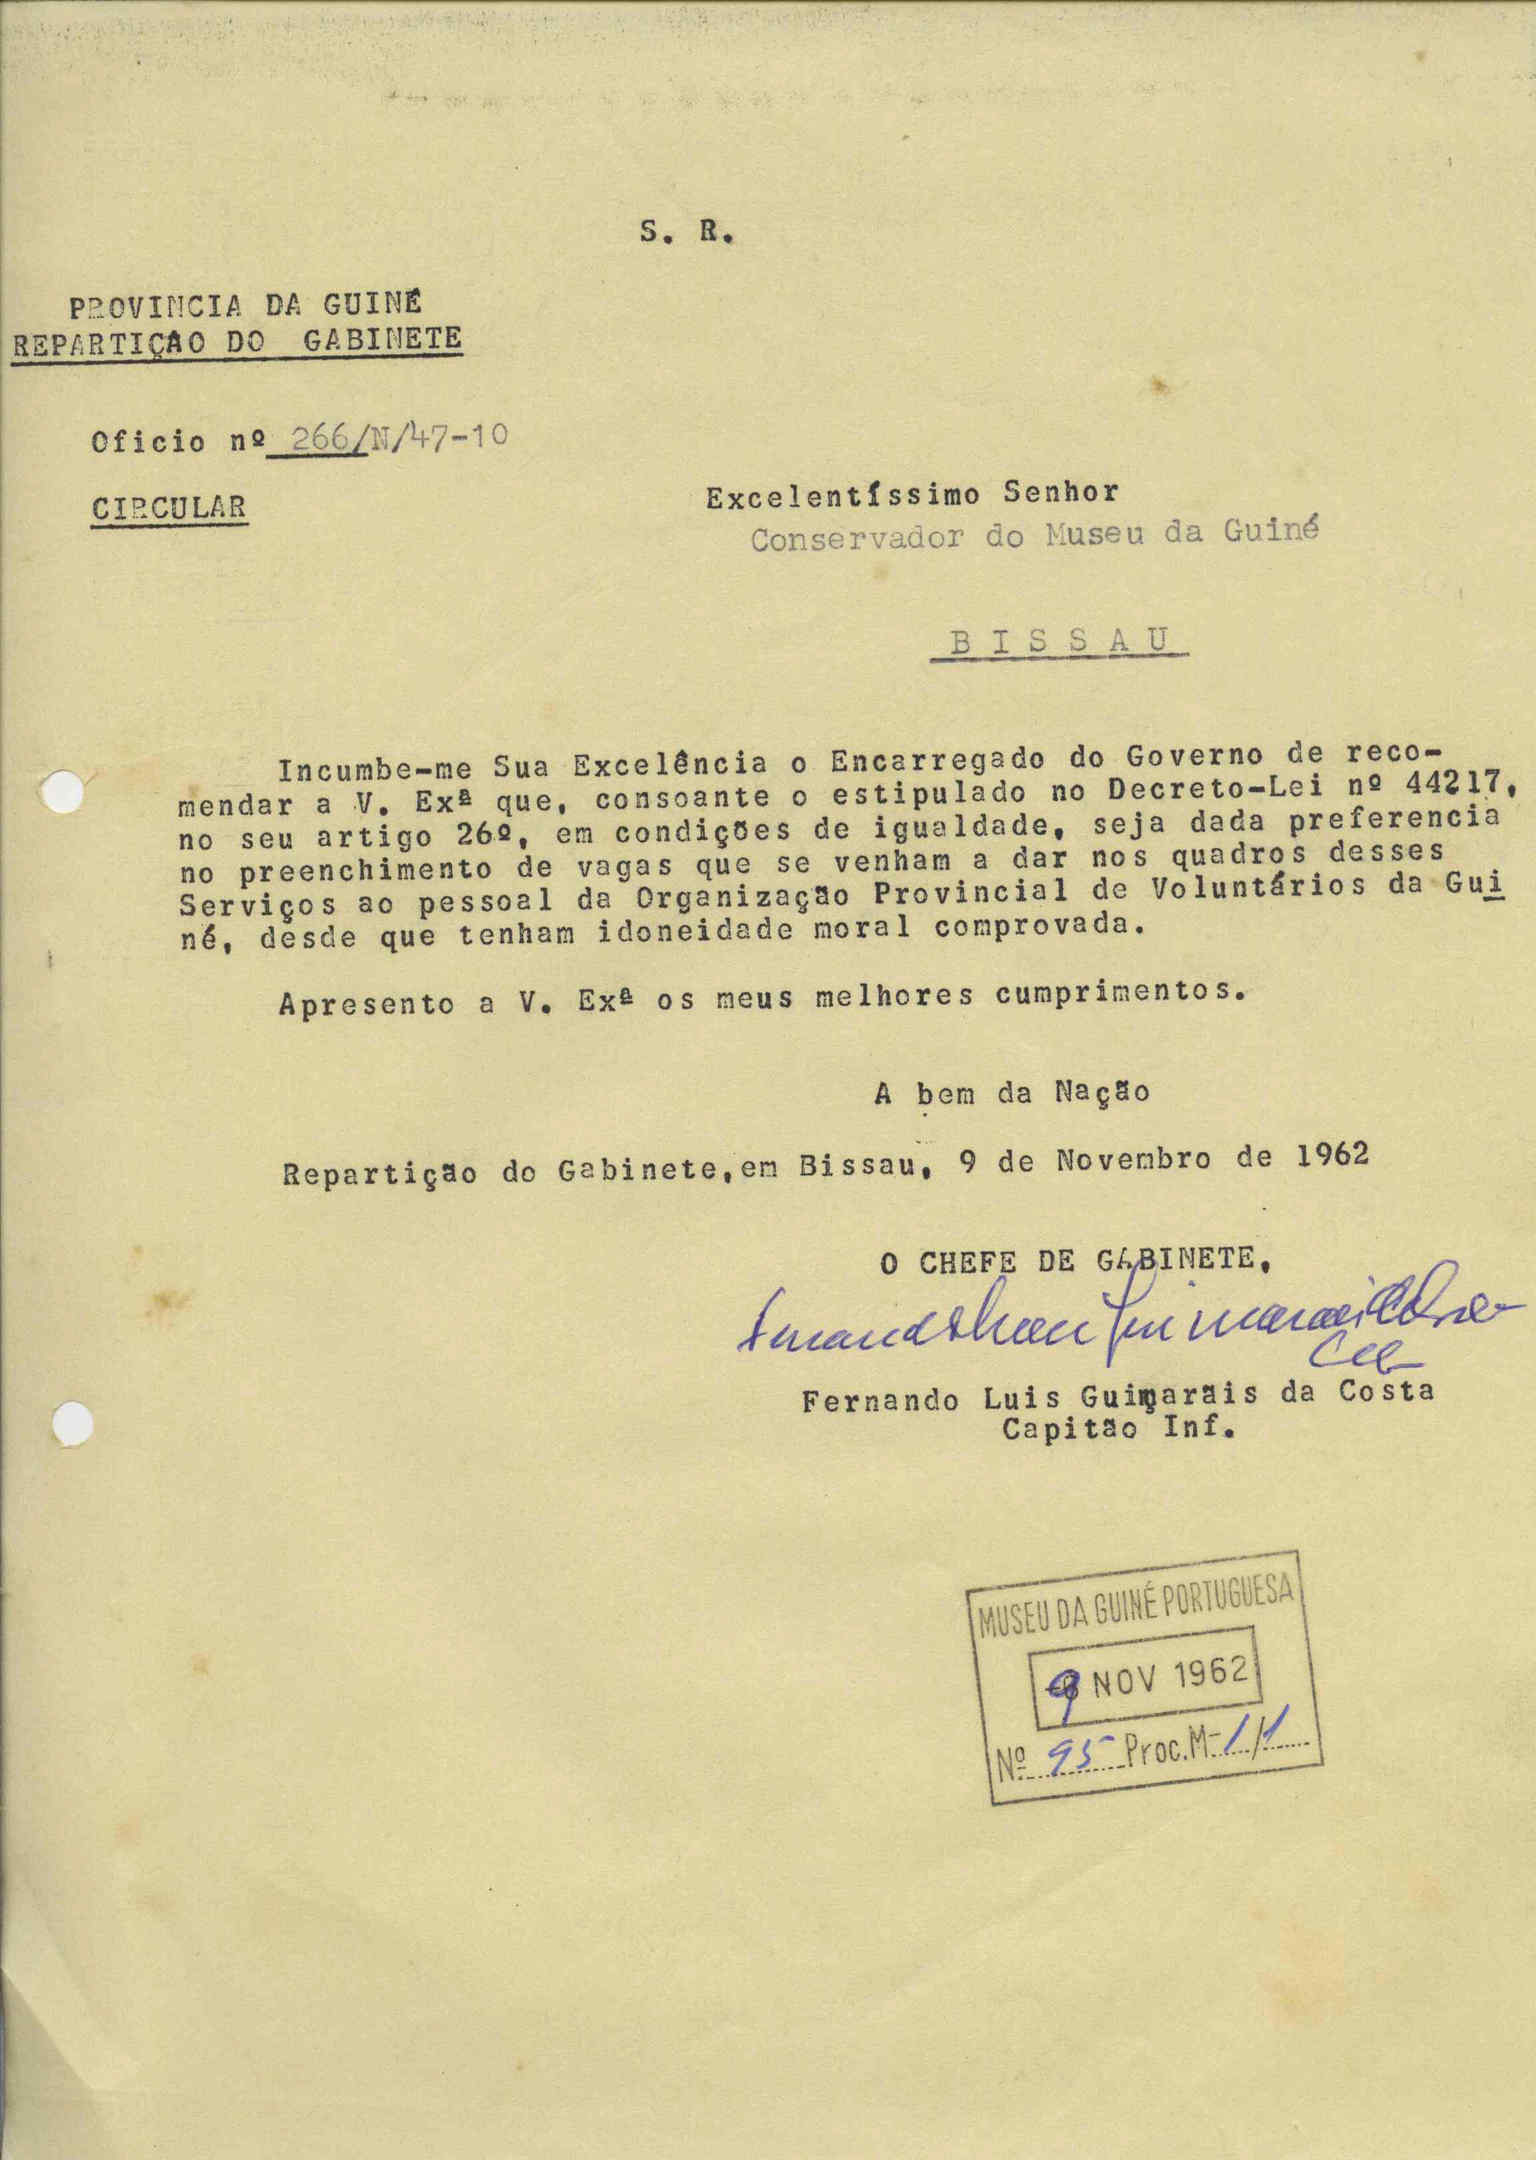 S. R.
PROVINCIA DA GUINÉ
REPARTIÇÃO DO GABINETE
Oficio nº 266/N/47-10
CIRCULAR
Excelentíssimo Senhor
Conservador do Museu da Guiné
B I S S A U
Incumbe-me Sua Excelência o Encarregado do Governo de reco-
mendar a V. Exª que, consoante o estipulado no Decreto-Lei nº 44217,
no seu artigo 26º, em condições de igualdade, seja dada preferencia
no preenchimento de vagas que se venham a dar nos quadros desses
Serviços ao pessoal da Organização Provincial de Voluntários da Gui
né, desde que tenham idoneidade moral comprovada.
Apresento a V. Exª os meus melhores cumprimentos.
A bem da Nação
Repartição do Gabinete,em Bissau, 9 de Novembro de 1962
O CHEFE DE GABINETE,
Fernando Luis Guimarãis da Costa
Capitão Inf.
MUSEU DA GUINÉ PORTUGUESA
9 NOV 1962
Nº 95 Proc.M-1/1